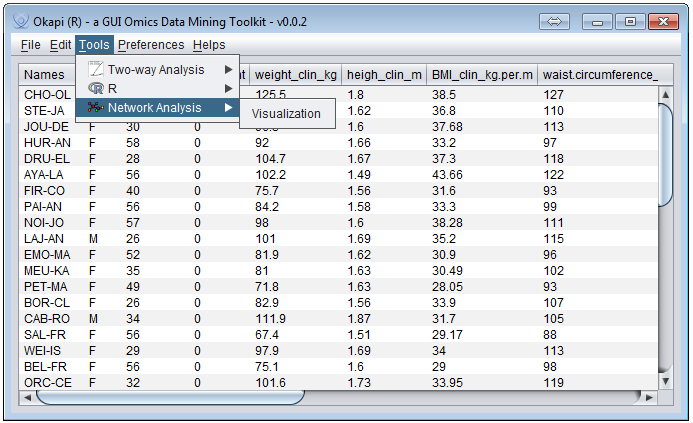 Okapi (R) - a GUI Omics Data Mining Toolkit - v0.0.2
File Edit Tools Preferences Helps
Names weight_clin_kg heigh_clin_m BMI_clin_kg.per.m waist.circumference_
Two-way Analysis
R
Network Analysis
Visualization
CHO-OL 125.5 1.8 38.5 127
STE-JA 1.62 36.8 110
JOU-DE F 30 0 1.6 37.68 113
HUR-AN F 58 0 92 1.66 33.2 97
DRU-EL F 28 0 104.7 1.67 37.3 118
AYA-LA F 56 0 102.2 1.49 43.66 122
FIR-CO F 40 0 75.7 1.56 31.6 93
PAI-AN F 56 0 84.2 1.58 33.3 99
NOI-JO F 57 0 98 1.6 38.28 111
LAJ-AN M 26 0 101 1.69 35.2 115
EMO-MA F 52 0 81.9 1.62 30.9 96
MEU-KA F 35 0 81 1.63 30.49 102
PET-MA F 49 0 71.8 1.63 28.05 93
BOR-CL F 26 0 82.9 1.56 33.9 107
CAB-RO M 34 0 111.9 1.87 31.7 105
SAL-FR F 56 0 67.4 1.51 29.17 88
WEI-IS F 29 0 97.9 1.69 34 113
BEL-FR F 56 0 75.1 1.6 29 98
ORC-CE F 32 0 101.6 1.73 33.95 119